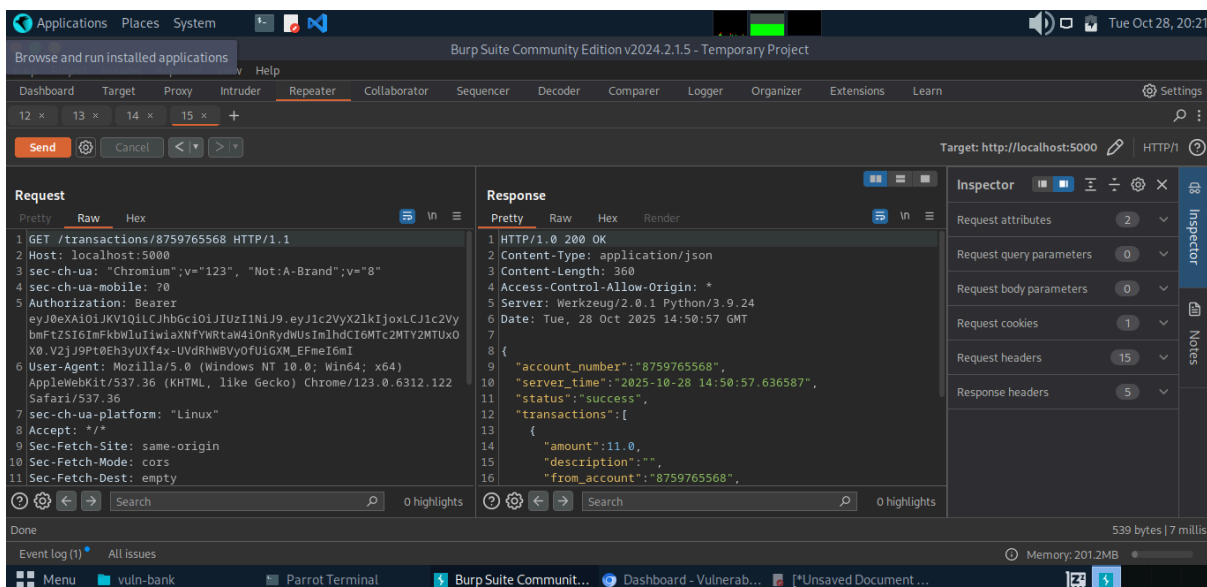 Applications Places System
Tue Oct 28, 20:21
Burp Suite Community Edition v2024.2.1.5 - Temporary Project
Browse and run installed applications
Help
Dashboard Target Proxy Intruder Repeater Collaborator Sequencer Decoder Comparer Logger Organizer Extensions Learn Settings
12 × 13 × 14 × 15 × +
Send Cancel < > Target: http://localhost:5000 HTTP/1
Request
Pretty Raw Hex \n
1 GET /transactions/8759765568 HTTP/1.1
2 Host: localhost:5000
3 sec-ch-ua: "Chromium";v="123", "Not:A-Brand";v="8"
4 sec-ch-ua-mobile: ?0
5 Authorization: Bearer
6 User-Agent: Mozilla/5.0 (Windows NT 10.0; Win64; x64)
AppleWebKit/537.36 (KHTML, like Gecko) Chrome/123.0.6312.122
Safari/537.36
7 sec-ch-ua-platform: "Linux"
8 Accept: */*
9 Sec-Fetch-Site: same-origin
10 Sec-Fetch-Mode: cors
11 Sec-Fetch-Dest: empty
Search 0 highlights
Response
Pretty Raw Hex Render \n
1 HTTP/1.0 200 OK
2 Content-Type: application/json
3 Content-Length: 360
4 Access-Control-Allow-Origin: *
5 Server: Werkzeug/2.0.1 Python/3.9.24
6 Date: Tue, 28 Oct 2025 14:50:57 GMT
7
8 {
9 "account_number":"8759765568",
10 "server_time":"2025-10-28 14:50:57.636587",
11 "status":"success",
12 "transactions":[
13 {
14 "amount":11.0,
15 "description":"",
16 "from_account":"8759765568",
Search 0 highlights
Inspector
Request attributes 2
Request query parameters 0
Request body parameters 0
Request cookies 1
Request headers 15
Response headers 5
Inspector
Notes
Done
539 bytes | 7 millis
Event log (1) All issues
Memory: 201.2MB
Menu vuln-bank Parrot Terminal Burp Suite Communit... Dashboard - Vulnerab... [*Unsaved Document ...